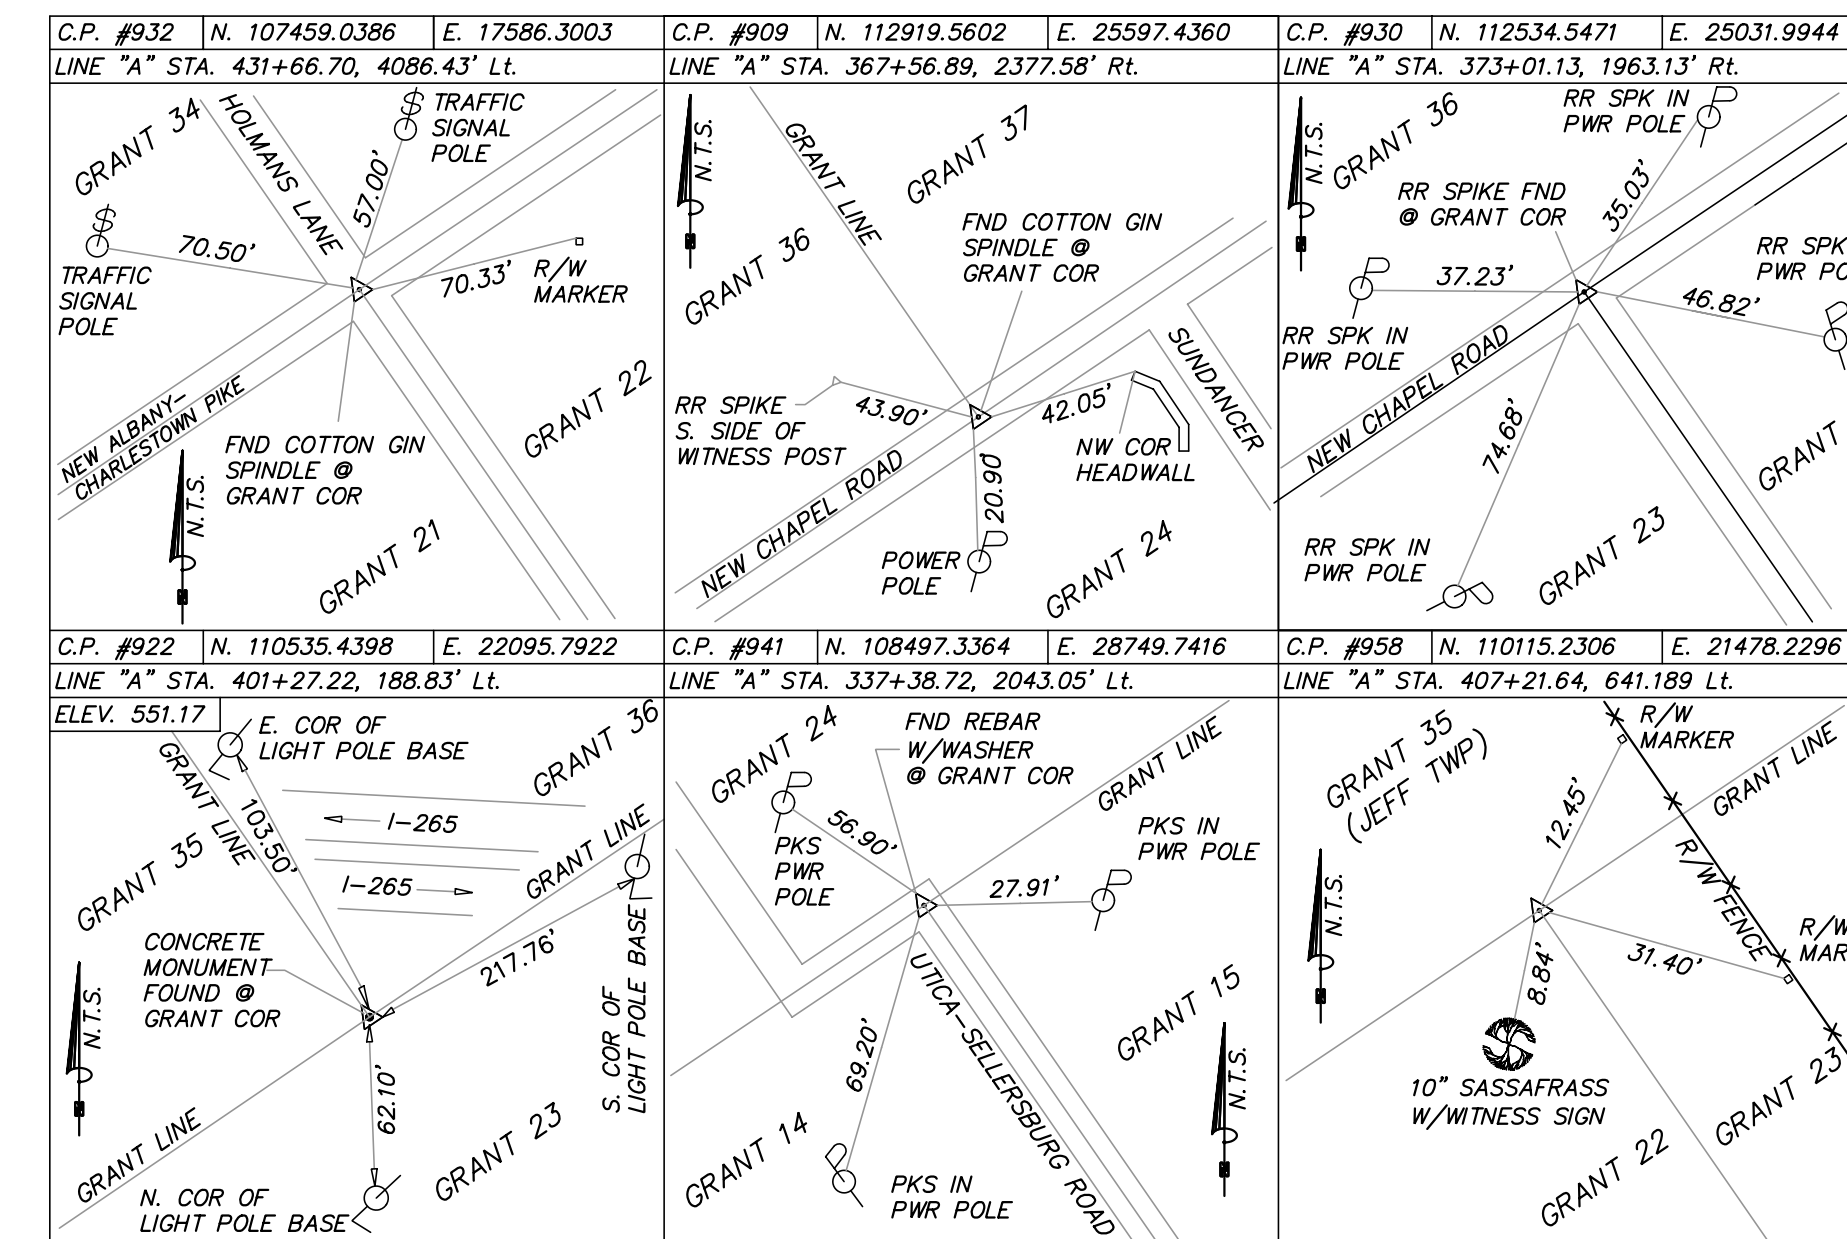 C.P. #932 N. 107459.0386 E. 17586.3003
LINE "A" STA. 431+66.70, 4086.43' Lt.
GRANT 34
HOLMANS LANE
TRAFFIC
SIGNAL
POLE
57.00'
70.50'
TRAFFIC
SIGNAL
POLE
70.33'
R/W
MARKER
NEW ALBANY-
CHARLESTOWN PIKE
FND COTTON GIN
SPINDLE @
GRANT COR
GRANT 22
N.T.S.
GRANT 21
C.P. #909 N. 112919.5602 E. 25597.4360
LINE "A" STA. 367+56.89, 2377.58' Rt.
N.T.S.
GRANT LINE
GRANT 37
GRANT 36
FND COTTON GIN
SPINDLE @
GRANT COR
SUNDANCER
RR SPIKE
S. SIDE OF
WITNESS POST
43.90'
42.05'
NW COR
HEADWALL
NEW CHAPEL ROAD
20.90'
POWER
POLE
GRANT 24
C.P. #930 N. 112534.5471 E. 25031.9944
LINE "A" STA. 373+01.13, 1963.13' Rt.
N.T.S.
GRANT 36
RR SPK IN
PWR POLE
35.03'
RR SPIKE FND
@ GRANT COR
RR SPK
37.23'
46.82'
RR SPK IN
PWR POLE
NEW CHAPEL ROAD
74.68'
GRANT
RR SPK IN
PWR POLE
GRANT 23
C.P. #922 N. 110535.4398 E. 22095.7922
LINE "A" STA. 401+27.22, 188.83' Lt.
ELEV. 551.17
E. COR OF
LIGHT POLE BASE
GRANT LINE
GRANT 36
103.50'
I-265
I-265
GRANT 35
GRANT LINE
CONCRETE
MONUMENT
FOUND @
GRANT COR
217.76'
S. COR OF
LIGHT POLE BASE
N.T.S.
62.10'
GRANT LINE
GRANT 23
N. COR OF
LIGHT POLE BASE
C.P. #941 N. 108497.3364 E. 28749.7416
LINE "A" STA. 337+38.72, 2043.05' Lt.
GRANT 24
FND REBAR
W/WASHER
@ GRANT COR
GRANT LINE
56.90'
PKS
PWR
POLE
PKS IN
PWR POLE
27.91'
69.20'
UTICA-SELLERSBURG ROAD
GRANT 15
N.T.S.
GRANT 14
PKS IN
PWR POLE
C.P. #958 N. 110115.2306 E. 21478.2296
LINE "A" STA. 407+21.64, 641.189 Lt.
GRANT 35
(JEFF TWP)
R/W
MARKER
12.45'
GRANT LINE
R/W FENCE
N.T.S.
31.40'
8.84'
10" SASSAFRASS
W/WITNESS SIGN
GRANT 23
GRANT 22